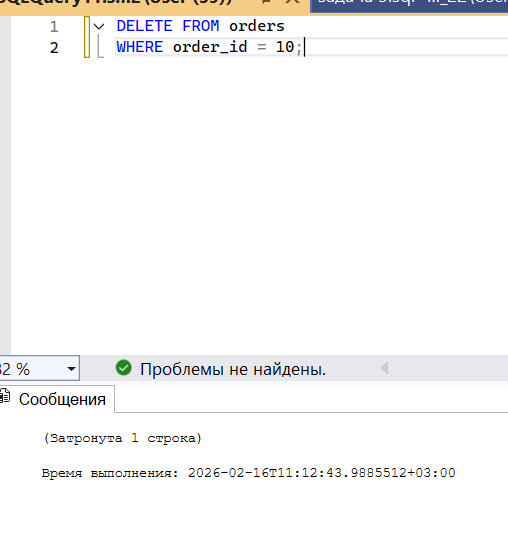 1 DELETE FROM orders
2 WHERE order_id = 10;
% Проблемы не найдены.
Сообщения
(Затронута 1 строка)
Время выполнения: 2026-02-16T11:12:43.9885512+03:00